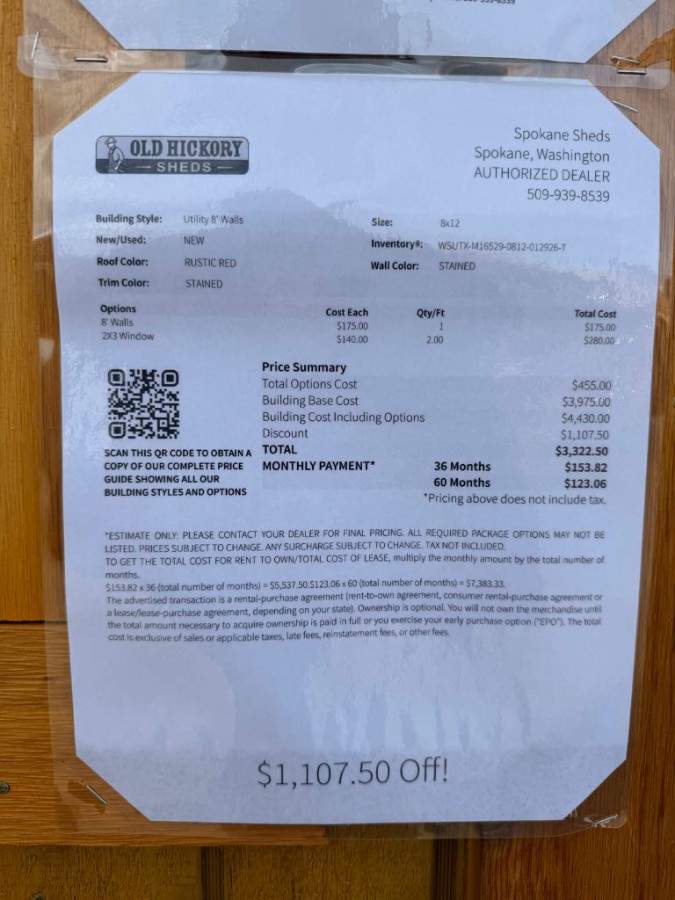 OLD HICKORY
SHEDS
Spokane Sheds
Spokane, Washington
AUTHORIZED DEALER
509-939-8539
Building Style: Utility 8' Walls Size: 8x12
New/Used: NEW Inventory#: WSUTX-M16529-0812-012926-T
Roof Color: RUSTIC RED Wall Color: STAINED
Trim Color: STAINED
Options Cost Each Qty/Ft Total Cost
8' Walls $175.00 1 $175.00
2X3 Window $140.00 2.00 $280.00
Price Summary
Total Options Cost $455.00
Building Base Cost $3,975.00
Building Cost Including Options $4,430.00
Discount $1,107.50
TOTAL $3,322.50
MONTHLY PAYMENT* 36 Months $153.82
60 Months $123.06
*Pricing above does not include tax.
SCAN THIS QR CODE TO OBTAIN A
COPY OF OUR COMPLETE PRICE
GUIDE SHOWING ALL OUR
BUILDING STYLES AND OPTIONS
*ESTIMATE ONLY: PLEASE CONTACT YOUR DEALER FOR FINAL PRICING. ALL REQUIRED PACKAGE OPTIONS MAY NOT BE
LISTED. PRICES SUBJECT TO CHANGE. ANY SURCHARGE SUBJECT TO CHANGE. TAX NOT INCLUDED.
TO GET THE TOTAL COST FOR RENT TO OWN/TOTAL COST OF LEASE, multiply the monthly amount by the total number of
months.
$153.82 x 36 (total number of months) = $5,537.50.$123.06 x 60 (total number of months) = $7,383.33.
The advertised transaction is a rental-purchase agreement (rent-to-own agreement, consumer rental-purchase agreement or
a lease/lease-purchase agreement, depending on your state). Ownership is optional. You will not own the merchandise until
the total amount necessary to acquire ownership is paid in full or you exercise your early purchase option ("EPO"). The total
cost is exclusive of sales or applicable taxes, late fees, reinstatement fees, or other fees.
$1,107.50 Off!